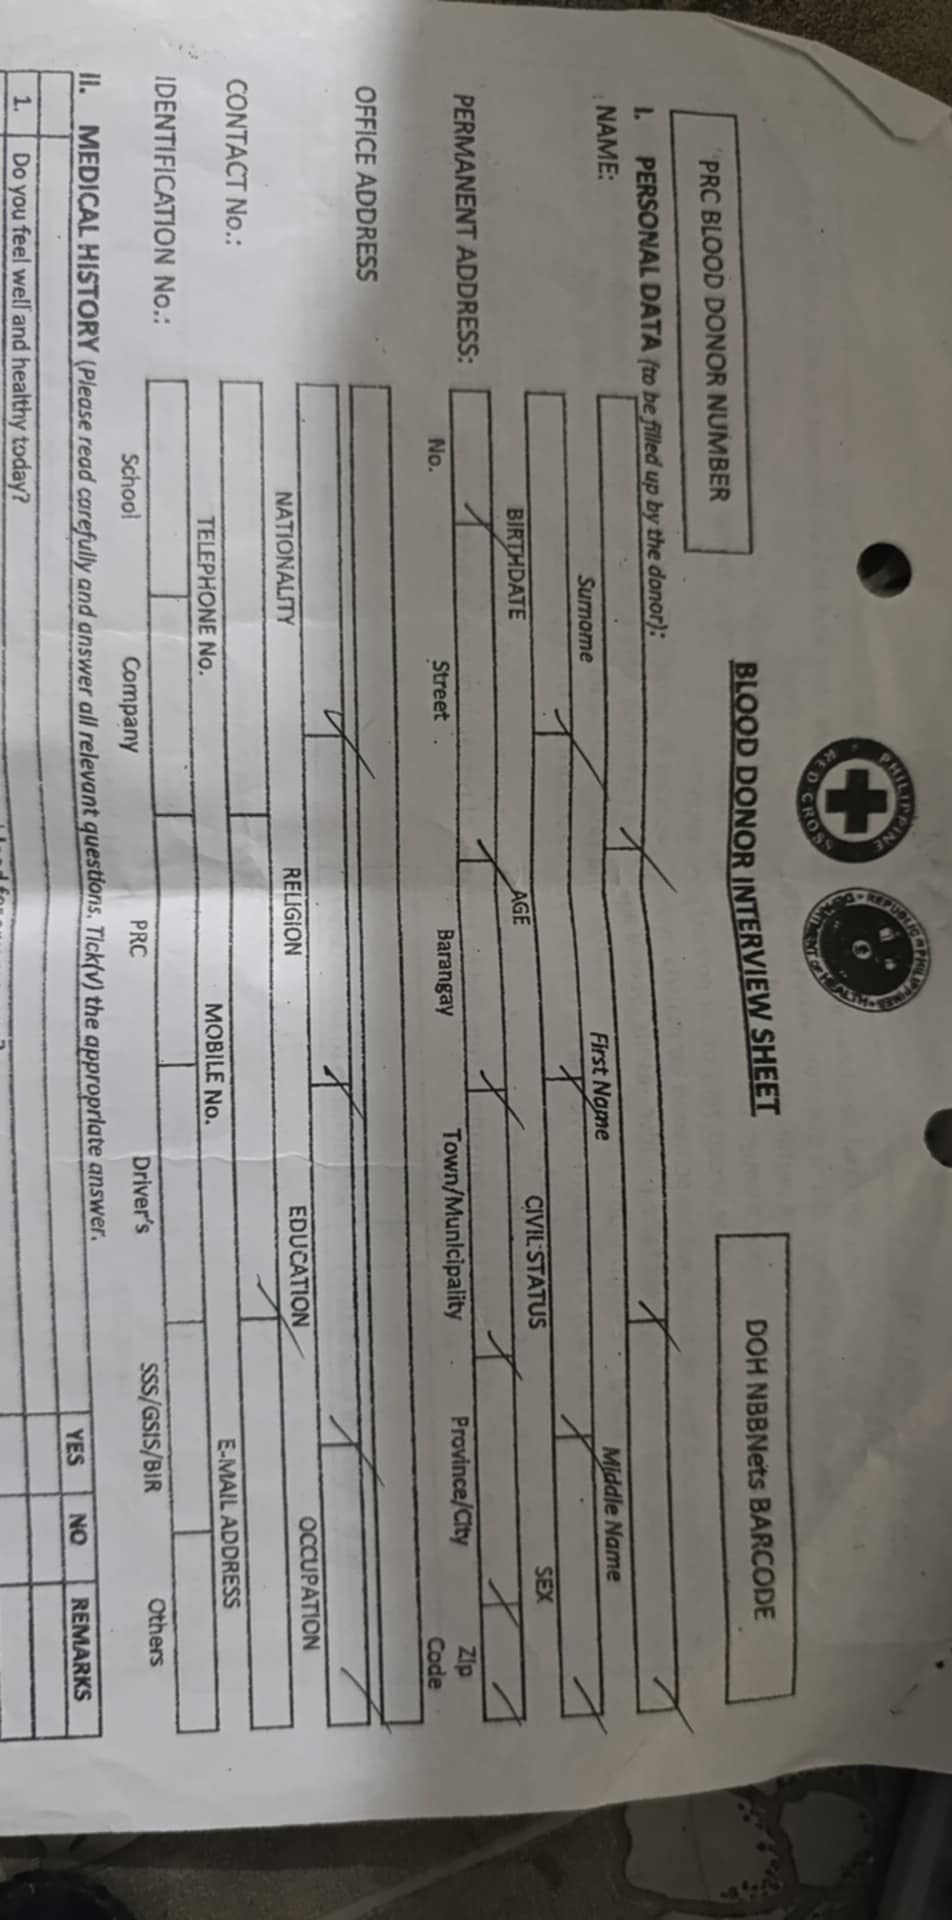 PHILIPPINE RED CROSS
REPUBLIC OF PHILIPPINES DEPARTMENT OF HEALTH
BLOOD DONOR INTERVIEW SHEET
PRC BLOOD DONOR NUMBER
DOH NBBNets BARCODE
I. PERSONAL DATA (to be filled up by the donor):
NAME:
Surname First Name Middle Name
BIRTHDATE AGE CIVIL STATUS SEX
PERMANENT ADDRESS:
No. Street Barangay Town/Municipality Province/City Zip Code
OFFICE ADDRESS
NATIONALITY RELIGION EDUCATION OCCUPATION
CONTACT No.:
TELEPHONE No. MOBILE No. E-MAIL ADDRESS
IDENTIFICATION No.:
School Company PRC Driver's SSS/GSIS/BIR Others
II. MEDICAL HISTORY (Please read carefully and answer all relevant questions. Tick(v) the appropriate answer.
YES NO REMARKS
1. Do you feel well and healthy today?